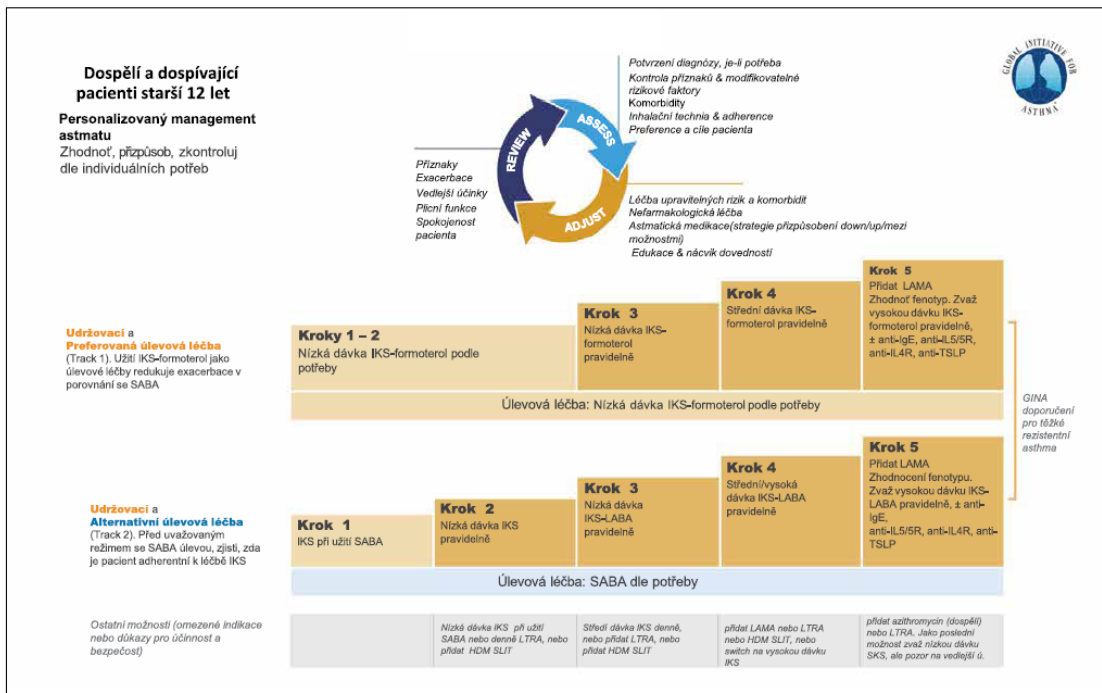 Dospělí a dospívající
pacienti starší 12 let
Personalizovaný management
astmatu
Zhodnoť, přizpůsob, zkontroluj
dle individuálních potřeb
Potvrzení diagnózy, je-li potřeba
Kontrola příznaků & modifikovatelné
rizikové faktory
Komorbidity
Inhalační technia & adherence
Preference a cíle pacienta
GLOBAL INITIATIVE FOR
ASTHMA
REVIEW
ASSESS
ADJUST
Příznaky
Exacerbace
Vedlejší účinky
Plicní funkce
Spokojenost
pacienta
Léčba upravitelných rizik a komorbidit
Nefarmakologická léčba
Astmatická medikace(strategie přizpůsobení down/up/mezi
možnostmi)
Edukace & nácvik dovedností
Udržovací a
Preferovaná úlevová léčba
(Track 1). Užití IKS-formoterol jako
úlevové léčby redukuje exacerbace v
porovnání se SABA
Kroky 1 – 2
Nízká dávka IKS-formoterol podle
potřeby
Krok 3
Nízká dávka IKS-
formoterol
pravidelně
Krok 4
Střední dávka IKS-
formoterol pravidelně
Krok 5
Přidat LAMA
Zhodnoť fenotyp. Zvaž
vysokou dávku IKS-
formoterol pravidelně,
± anti-IgE, anti-IL5/5R,
anti-IL4R, anti-TSLP
Úlevová léčba: Nízká dávka IKS-formoterol podle potřeby
GINA
doporučení
pro těžké
rezistentní
asthma
Udržovací a
Alternativní úlevová léčba
(Track 2). Před uvažovaným
režimem se SABA úlevou, zjisti, zda
je pacient adherentní k léčbě IKS
Krok 1
IKS při užití SABA
Krok 2
Nízká dávka IKS
pravidelně
Krok 3
Nízká dávka
IKS-LABA
pravidelně
Krok 4
Střední/vysoká
dávka IKS-LABA
pravidelně
Krok 5
Přidat LAMA
Zhodnocení fenotypu.
Zvaž vysokou dávku IKS-
LABA pravidelně, ± anti-
IgE,
anti-IL5/5R, anti-IL4R, anti-
TSLP
Úlevová léčba: SABA dle potřeby
Ostatní možnosti (omezené indikace
nebo důkazy pro účinnost a
bezpečost)
Nízká dávka IKS při užití
SABA nebo denně LTRA, nebo
přidat HDM SLIT
Středí dávka IKS denně,
nebo přidat LTRA, nebo
přidat HDM SLIT
přidat LAMA nebo LTRA
nebo HDM SLIT, nebo
switch na vysokou dávku
IKS
přidat azithromycin (dospělí)
nebo LTRA. Jako poslední
možnost zvaž nízkou dávku
SKS, ale pozor na vedlejší ú.